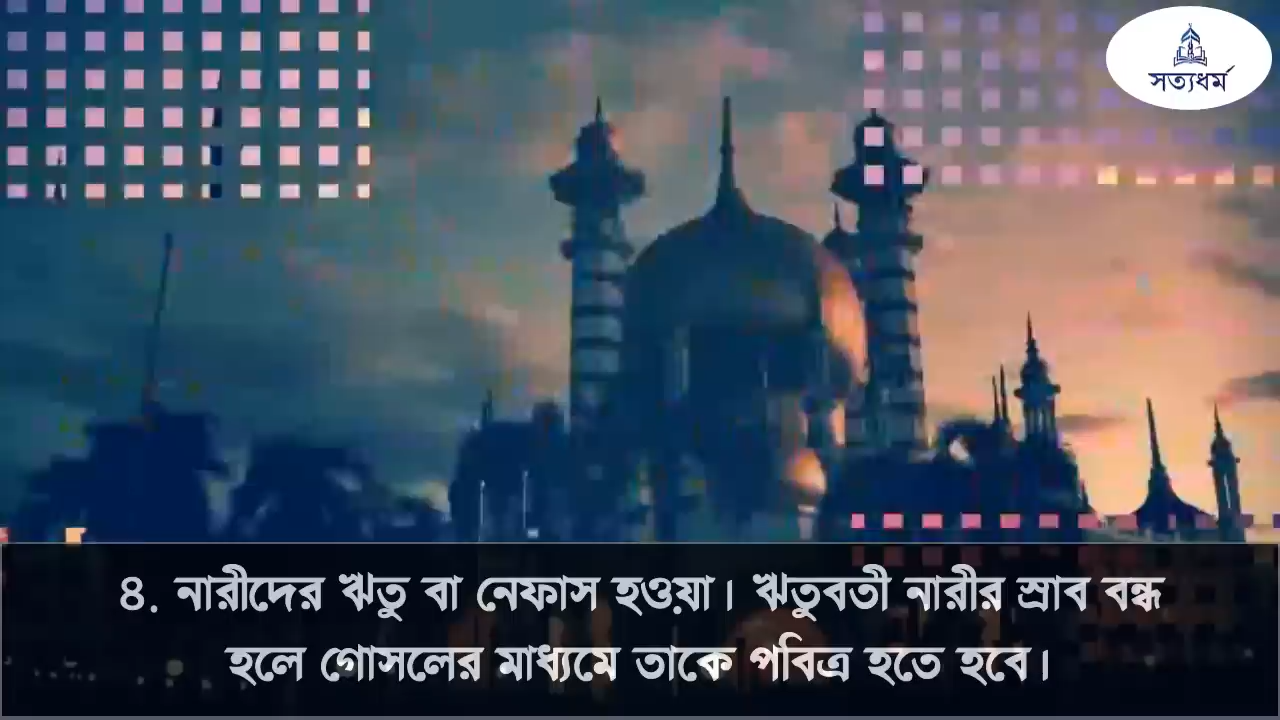 সত্যধর্ম
৪. নারীদের ঋতু বা নেফাস হওয়া। ঋতুবতী নারীর স্রাব বন্ধ
হলে গোসলের মাধ্যমে তাকে পবিত্র হতে হবে।